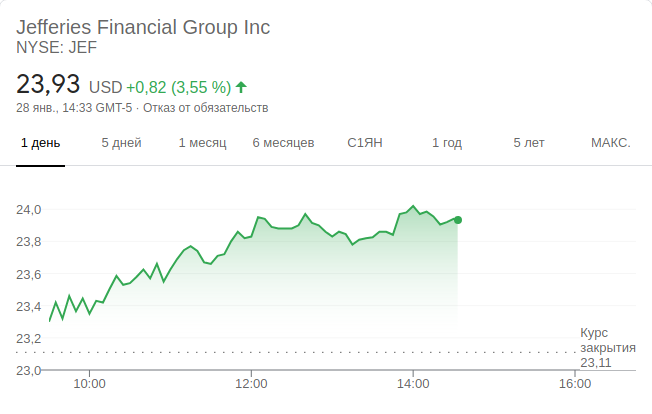 Jefferies Financial Group Inc
NYSE: JEF
23,93 USD +0,82 (3,55 %)
28 янв., 14:33 GMT-5 · Отказ от обязательств
1 день 5 дней 1 месяц 6 месяцев С1ЯН 1 год 5 лет МАКС.
24,0
23,8
23,6
23,4
23,2
23,0
Курс
закрытия
23,11
10:00 12:00 14:00 16:00